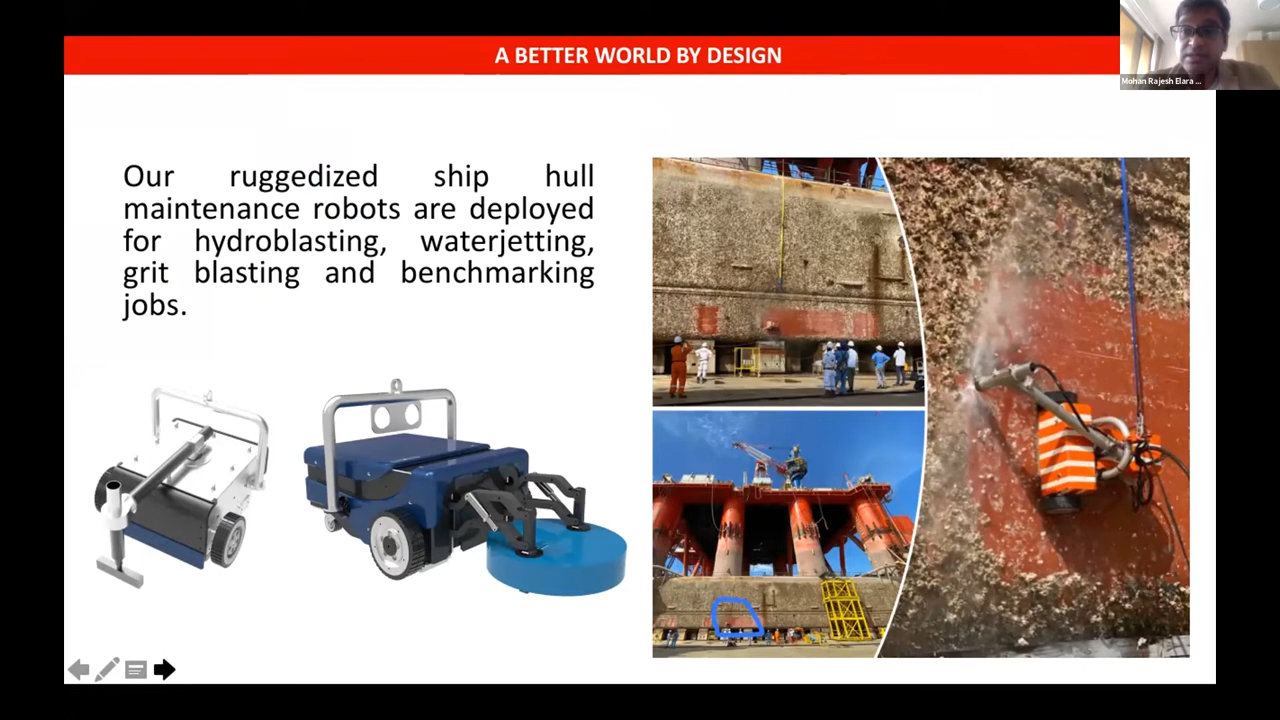 A BETTER WORLD BY DESIGN
Mohan Rajesh Elara ...
Our ruggedized ship hull
maintenance robots are deployed
for hydroblasting, waterjetting,
grit blasting and benchmarking
jobs.